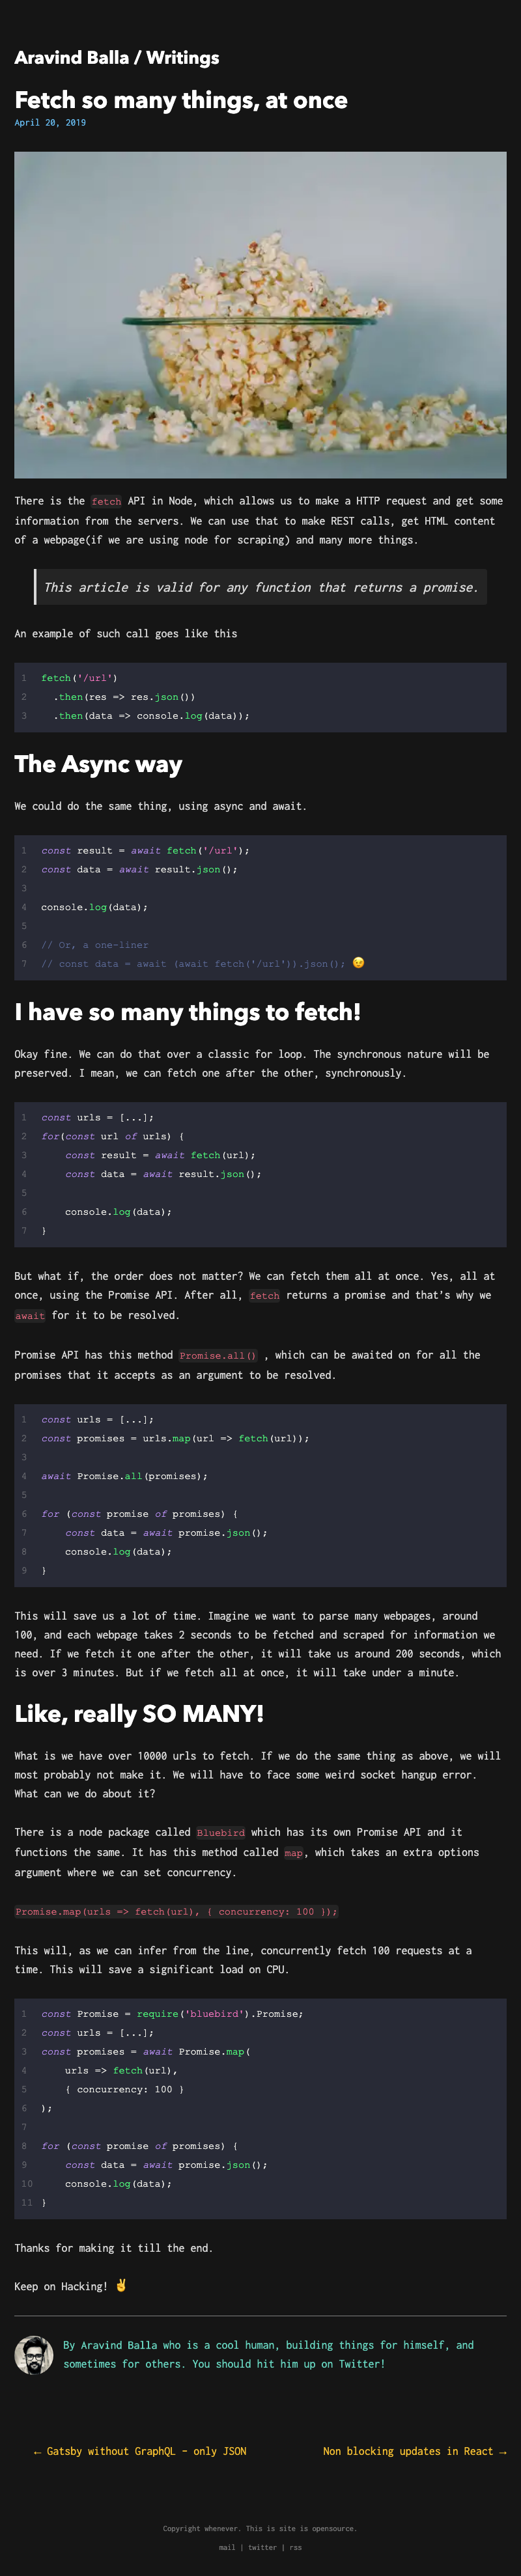 Aravind Balla / Writings
Fetch so many things, at once
April 20, 2019
There is the fetch API in Node, which allows us to make a HTTP request and get some
information from the servers. We can use that to make REST calls, get HTML content
of a webpage(if we are using node for scraping) and many more things.
This article is valid for any function that returns a promise.
An example of such call goes like this
1 fetch('/url')
2   .then(res => res.json())
3   .then(data => console.log(data));
The Async way
We could do the same thing, using async and await.
1 const result = await fetch('/url');
2 const data = await result.json();
3
4 console.log(data);
5
6 // Or, a one-liner
7 // const data = await (await fetch('/url')).json(); 😉
I have so many things to fetch!
Okay fine. We can do that over a classic for loop. The synchronous nature will be
preserved. I mean, we can fetch one after the other, synchronously.
1 const urls = [...];
2 for(const url of urls) {
3     const result = await fetch(url);
4     const data = await result.json();
5
6     console.log(data);
7 }
But what if, the order does not matter? We can fetch them all at once. Yes, all at
once, using the Promise API. After all, fetch returns a promise and that's why we
await for it to be resolved.
Promise API has this method Promise.all() , which can be awaited on for all the
promises that it accepts as an argument to be resolved.
1 const urls = [...];
2 const promises = urls.map(url => fetch(url));
3
4 await Promise.all(promises);
5
6 for (const promise of promises) {
7     const data = await promise.json();
8     console.log(data);
9 }
This will save us a lot of time. Imagine we want to parse many webpages, around
100, and each webpage takes 2 seconds to be fetched and scraped for information we
need. If we fetch it one after the other, it will take us around 200 seconds, which
is over 3 minutes. But if we fetch all at once, it will take under a minute.
Like, really SO MANY!
What is we have over 10000 urls to fetch. If we do the same thing as above, we will
most probably not make it. We will have to face some weird socket hangup error.
What can we do about it?
There is a node package called Bluebird which has its own Promise API and it
functions the same. It has this method called map, which takes an extra options
argument where we can set concurrency.
Promise.map(urls => fetch(url), { concurrency: 100 });
This will, as we can infer from the line, concurrently fetch 100 requests at a
time. This will save a significant load on CPU.
1 const Promise = require('bluebird').Promise;
2 const urls = [...];
3 const promises = await Promise.map(
4     urls => fetch(url),
5     { concurrency: 100 }
6 );
7
8 for (const promise of promises) {
9     const data = await promise.json();
10     console.log(data);
11 }
Thanks for making it till the end.
Keep on Hacking! ✌
By Aravind Balla who is a cool human, building things for himself, and
sometimes for others. You should hit him up on Twitter!
← Gatsby without GraphQL - only JSON
Non blocking updates in React →
Copyright whenever. This is site is opensource.
mail | twitter | rss